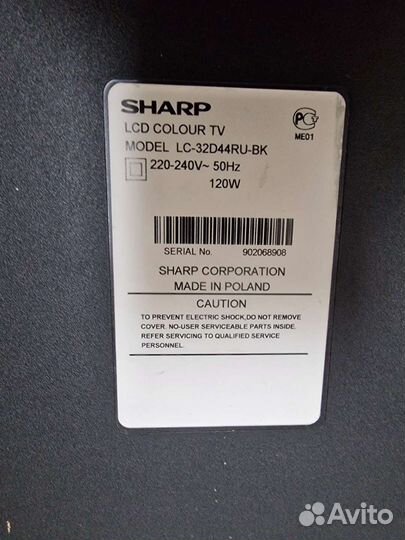 SHARP
LCD COLOUR TV
MODEL LC-32D44RU-BK
220-240V~ 50Hz
120W
РС
ME01
SERIAL No. 902068908
SHARP CORPORATION
MADE IN POLAND
CAUTION
TO PREVENT ELECTRIC SHOCK,DO NOT REMOVE
COVER. NO-USER SERVICEABLE PARTS INSIDE.
REFER SERVICING TO QUALIFIED SERVICE
PERSONNEL.
Avito